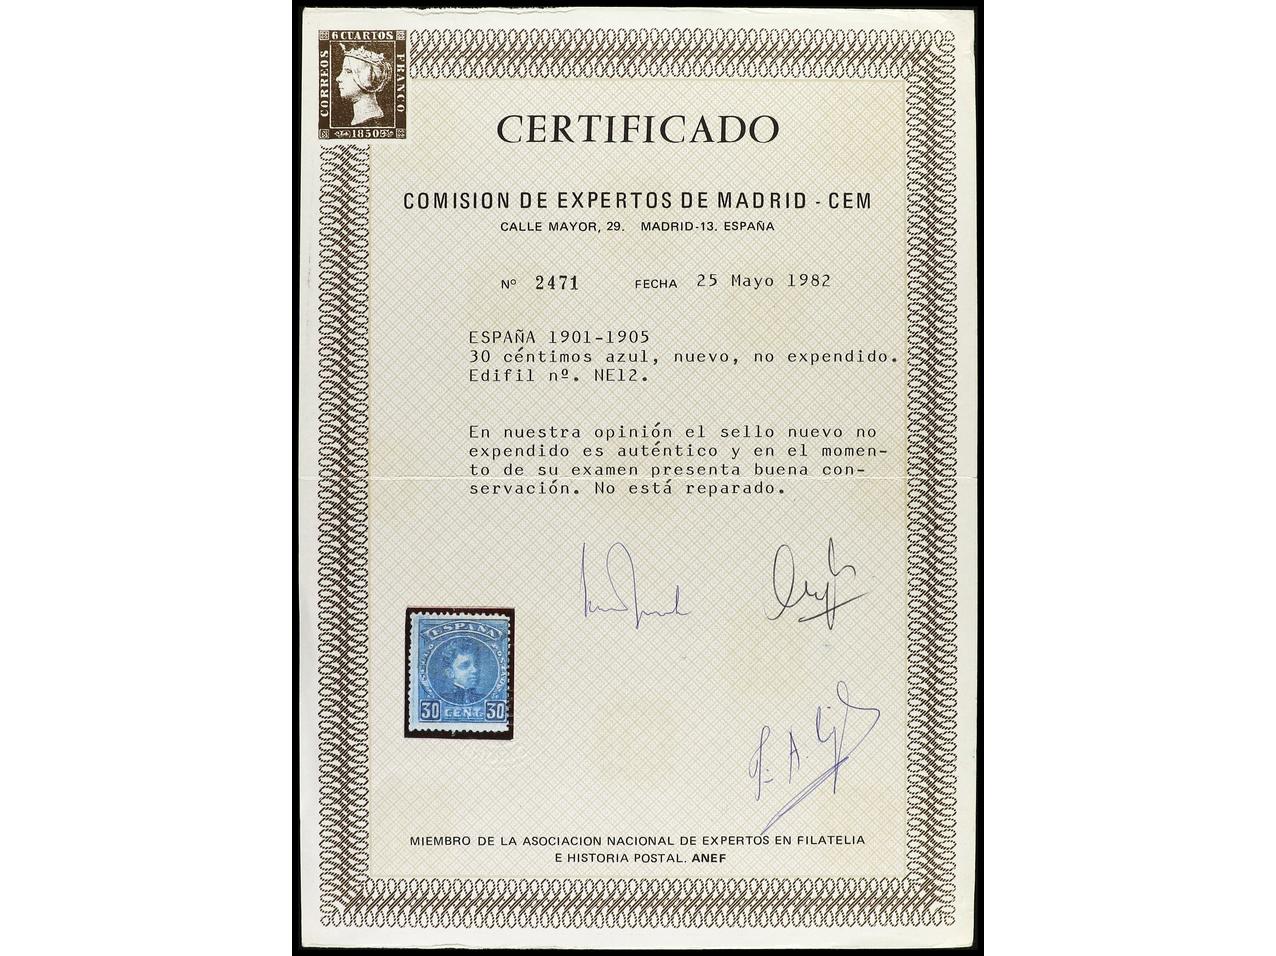 6 CUARTOS
CORREOS
FRANCO
1850
CERTIFICADO
COMISION DE EXPERTOS DE MADRID - CEM
CALLE MAYOR, 29. MADRID-13. ESPAÑA
Nº 2471 FECHA 25 Mayo 1982
ESPAÑA 1901-1905
30 céntimos azul, nuevo, no expendido.
Edifil nº. NE12.
En nuestra opinión el sello nuevo no
expendido es auténtico y en el momen-
to de su examen presenta buena con-
servación. No está reparado.
ESPAÑA
30 CENT. 30
MIEMBRO DE LA ASOCIACION NACIONAL DE EXPERTOS EN FILATELIA
E HISTORIA POSTAL. ANEF